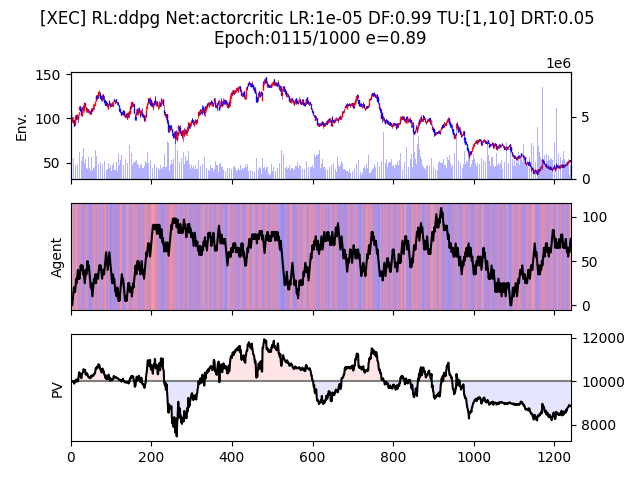 [XEC] RL:ddpg Net:actorcritic LR:1e-05 DF:0.99 TU:[1,10] DRT:0.05
Epoch:0115/1000 e=0.89
1e6
150
100
50
Env.
5
0
Agent
100
50
0
PV
12000
10000
8000
0 200 400 600 800 1000 1200